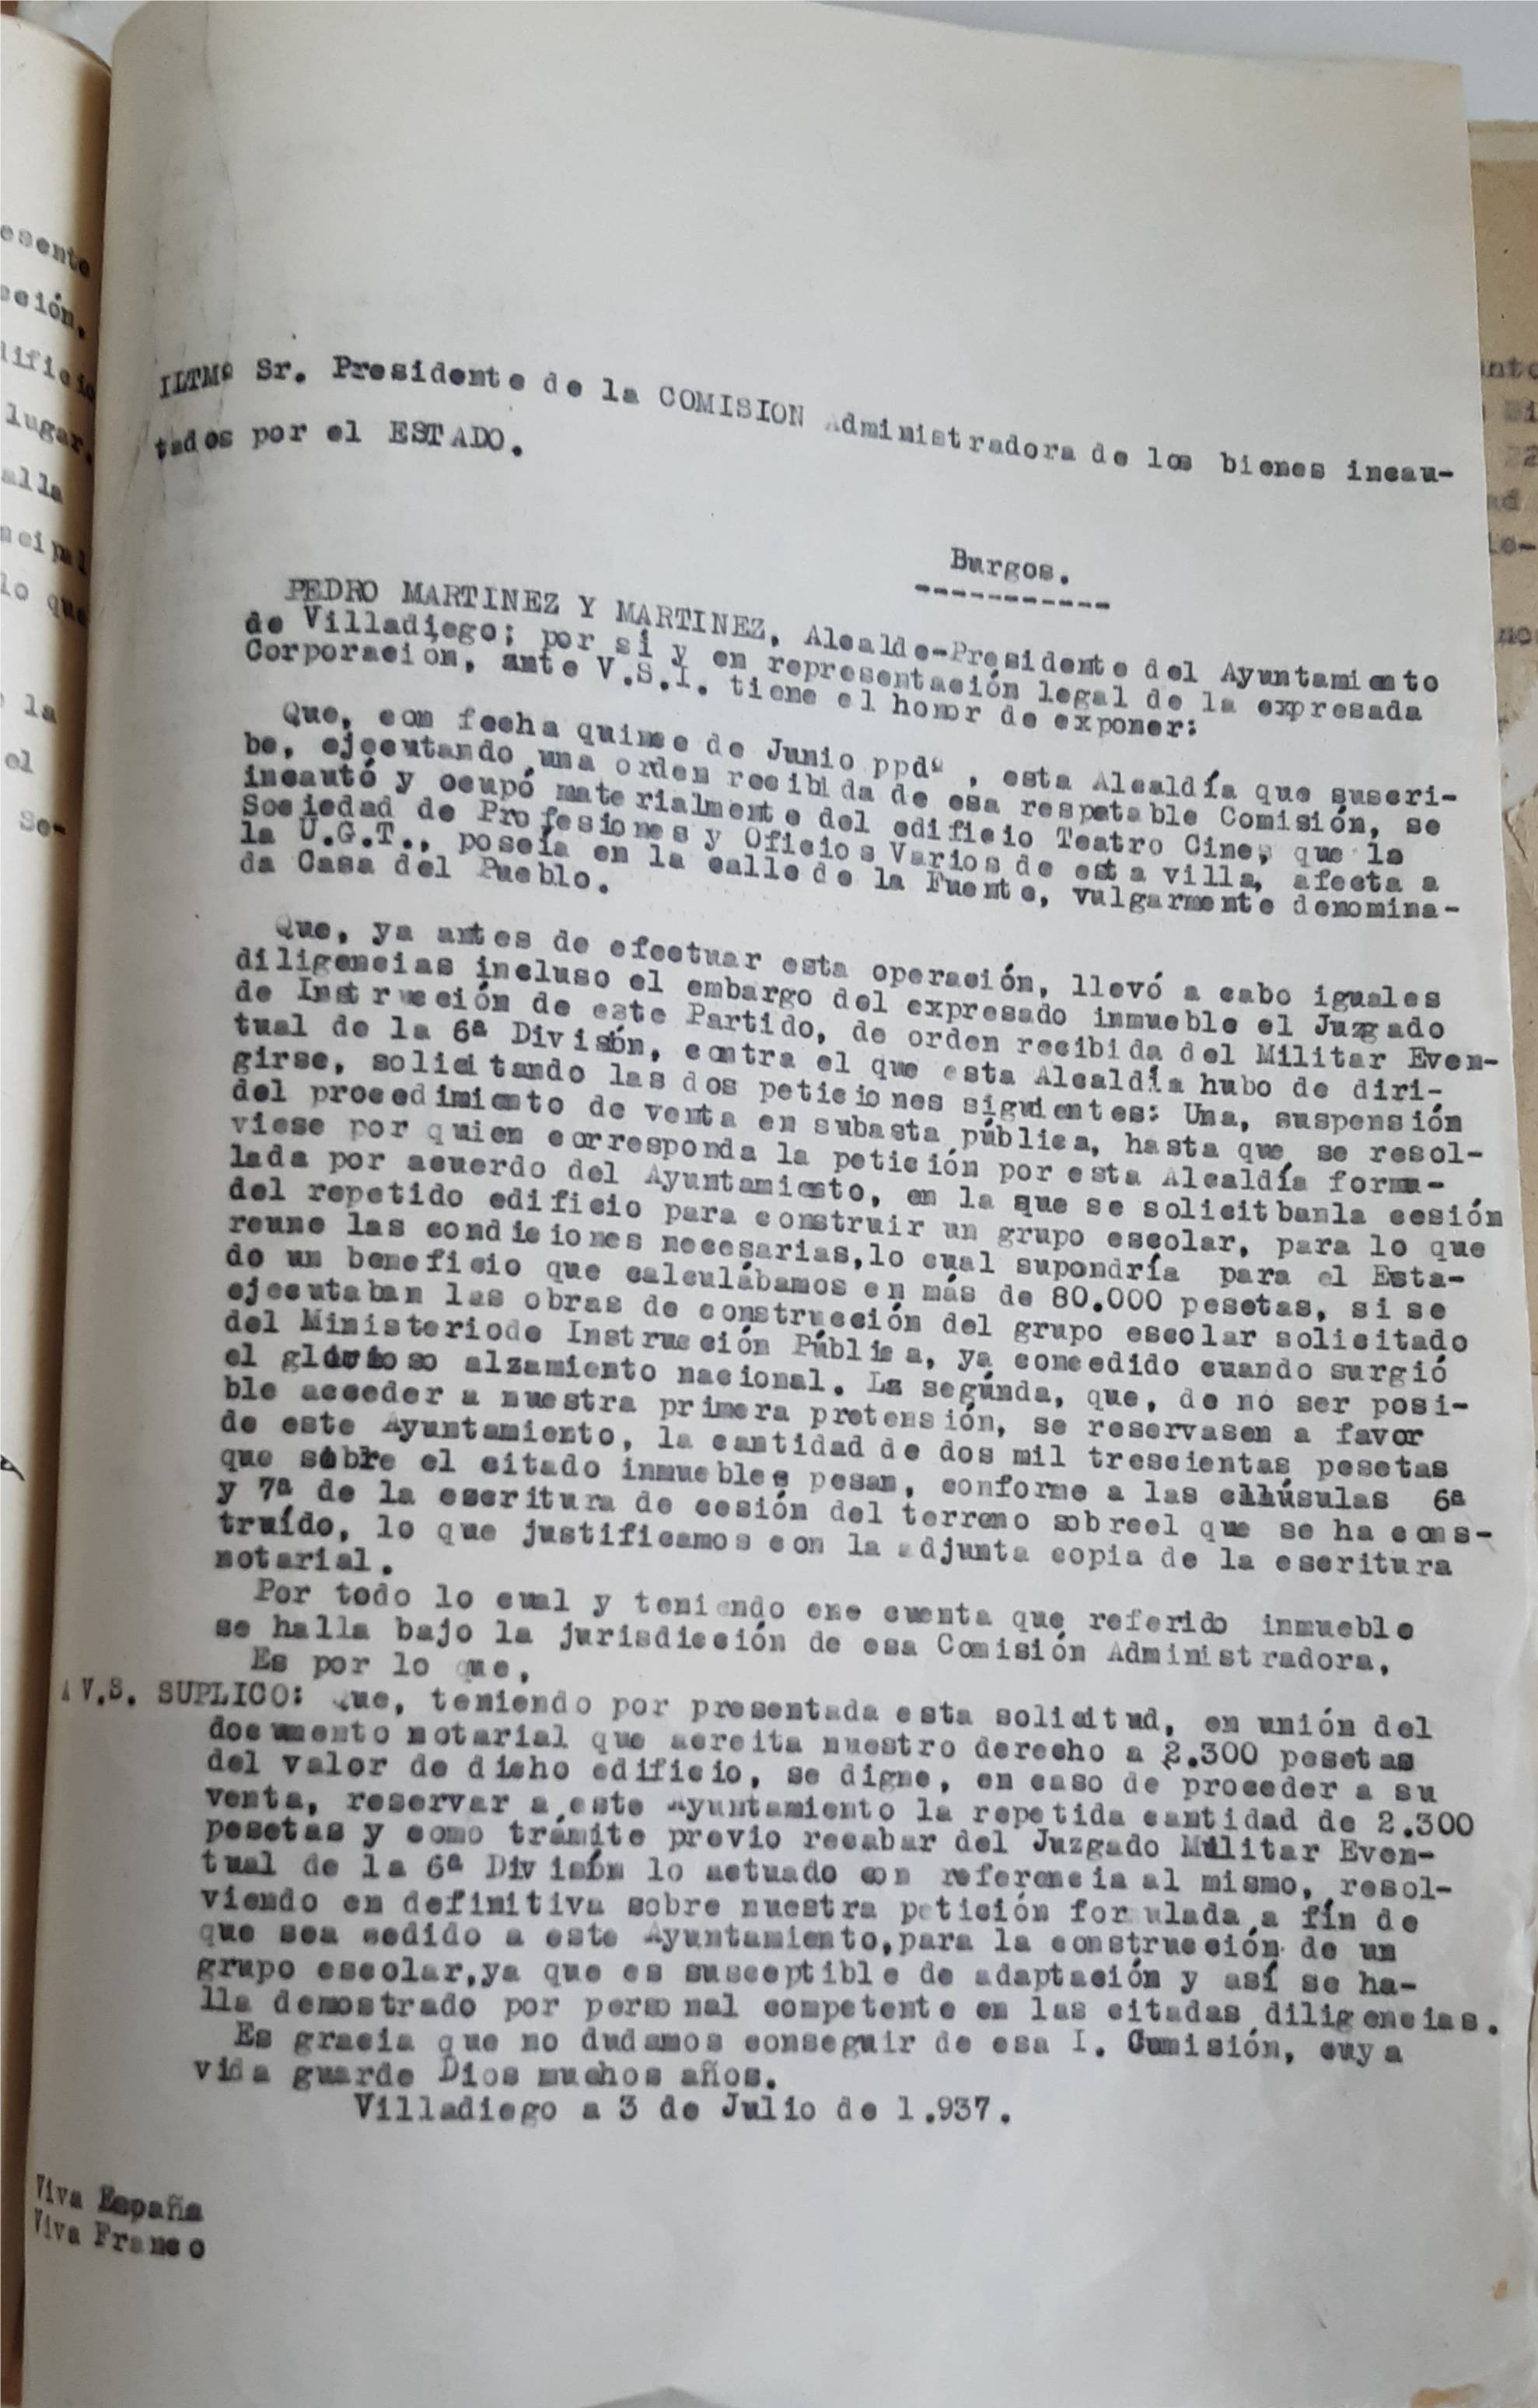 ILTMº Sr. Presidente de la COMISION Administradora de los bienes incau-
tados por el ESTADO.
Burgos.
-----------
PEDRO MARTINEZ Y MARTINEZ, Alcalde-Presidente del Ayuntamiento
de Villadiego; por sí y en representación legal de la expresada
Corporación, ante V.S.I. tiene el honor de exponer:
Que, con fecha quince de Junio ppdº , esta Alcaldía que suscri-
be, ejecutando una orden recibida de esa respetable Comisión, se
incautó y ocupó materialmente del edificio Teatro Cine, que la
Sociedad de Profesiones y Oficios Varios de esta villa, afecta a
la U.G.T., poseía en la calle de la Fuente, vulgarmente denomina-
da Casa del Pueblo.
Que, ya antes de efectuar esta operación, llevó a cabo iguales
diligencias incluso el embargo del expresado inmueble el Juzgado
de Instrucción de este Partido, de orden recibida del Militar Even-
tual de la 6ª División, contra el que esta Alcaldía hubo de diri-
girse, solicitando las dos peticiones siguientes: Una, suspensión
del procedimiento de venta en subasta pública, hasta que se resol-
viese por quien corresponda la petición por esta Alcaldía formu-
lada por acuerdo del Ayuntamiento, en la que se solicitbanla cesión
del repetido edificio para construir un grupo escolar, para lo que
reune las condiciones necesarias,lo cual supondría para el Esta-
do un beneficio que calculábamos en más de 80.000 pesetas, si se
ejecutaban las obras de construcción del grupo escolar solicitado
del Ministeriode Instrucción Pública, ya concedido cuando surgió
el glorioso alzamiento nacional. La segúnda, que, de no ser posi-
ble acceder a nuestra primera pretensión, se reservasen a favor
de este Ayuntamiento, la cantidad de dos mil trescientas pesetas
que sobre el citado inmueble pesan, conforme a las cláúsulas 6ª
y 7ª de la escritura de cesión del terreno sobreel que se ha cons-
truído, lo que justificamos con la adjunta copia de la escritura
notarial.
Por todo lo cual y teniendo ene cuenta que referido inmueble
se halla bajo la jurisdicción de esa Comisión Administradora,
Es por lo que,
A V.S. SUPLICO: Que, teniendo por presentada esta solicitud, en unión del
documento notarial que acreita nuestro derecho a 2.300 pesetas
del valor de dicho edificio, se digne, en caso de proceder a su
venta, reservar a este Ayuntamiento la repetida cantidad de 2.300
pesetas y como trámite previo recabar del Juzgado Militar Even-
tual de la 6ª División lo actuado con referencia al mismo, resol-
viendo en definitiva sobre nuestra petición formulada a fín de
que sea cedido a este Ayuntamiento,para la construcción de un
grupo escolar,ya que es susceptible de adaptación y así se ha-
lla demostrado por personal competente en las citadas diligencias.
Es gracia que no dudamos conseguir de esa I. Cumisión, cuya
vida guarde Dios muchos años.
Villadiego a 3 de Julio de 1.937.
Viva España
Viva Franco
esente
cción.
lugar.
alla
ncipal
lo que
la
el
se-